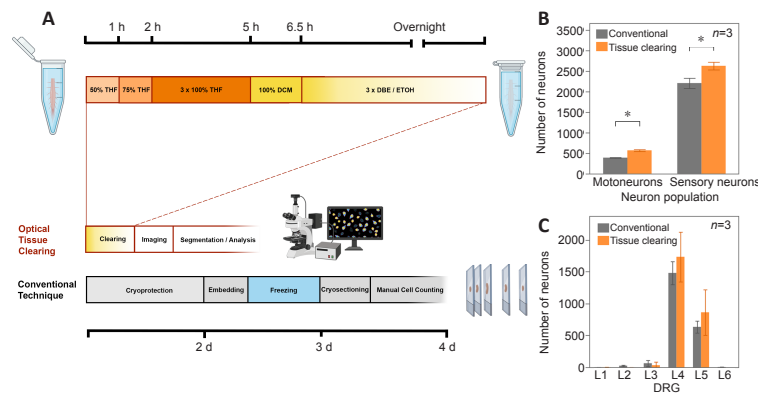 A
1 h
2 h
5 h
6.5 h
Overnight
50% THF
75% THF
3 x 100% THF
100% DCM
3 x DBE / ETOH
Optical
Tissue
Clearing
Clearing
Imaging
Segmentation / Analysis
Conventional
Technique
Cryoprotection
Embedding
Freezing
Cryosectioning
Manual Cell Counting
2 d
3 d
4 d
B
Conventional
Tissue clearing
n=3
Number of neurons
3500
3000
2500
2000
1500
1000
500
0
*
*
Motoneurons
Sensory neurons
Neuron population
C
Conventional
Tissue clearing
n=3
Number of neurons
2000
1500
1000
500
0
L1
L2
L3
L4
L5
L6
DRG